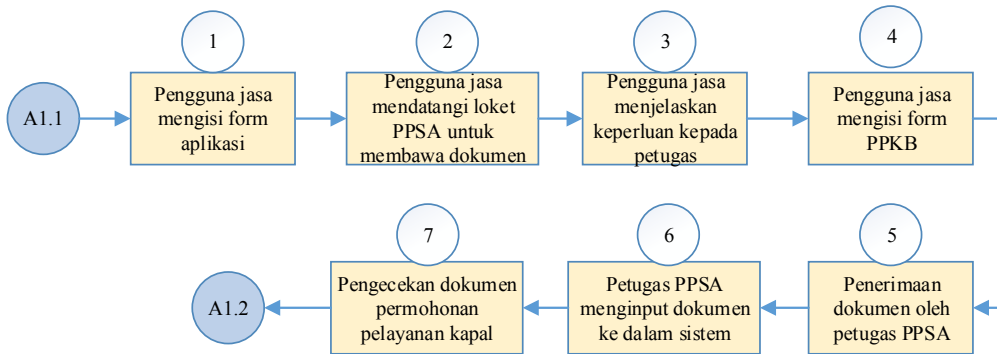 1
2
3
4
A1.1
Pengguna jasa
mengisi form
aplikasi
Pengguna jasa
mendatangi loket
PPSA untuk
membawa dokumen
Pengguna jasa
menjelaskan
keperluan kepada
petugas
Pengguna jasa
mengisi form
PPKB
7
6
5
A1.2
Pengecekan dokumen
permohonan
pelayanan kapal
Petugas PPSA
menginput dokumen
ke dalam sistem
Penerimaan
dokumen oleh
petugas PPSA